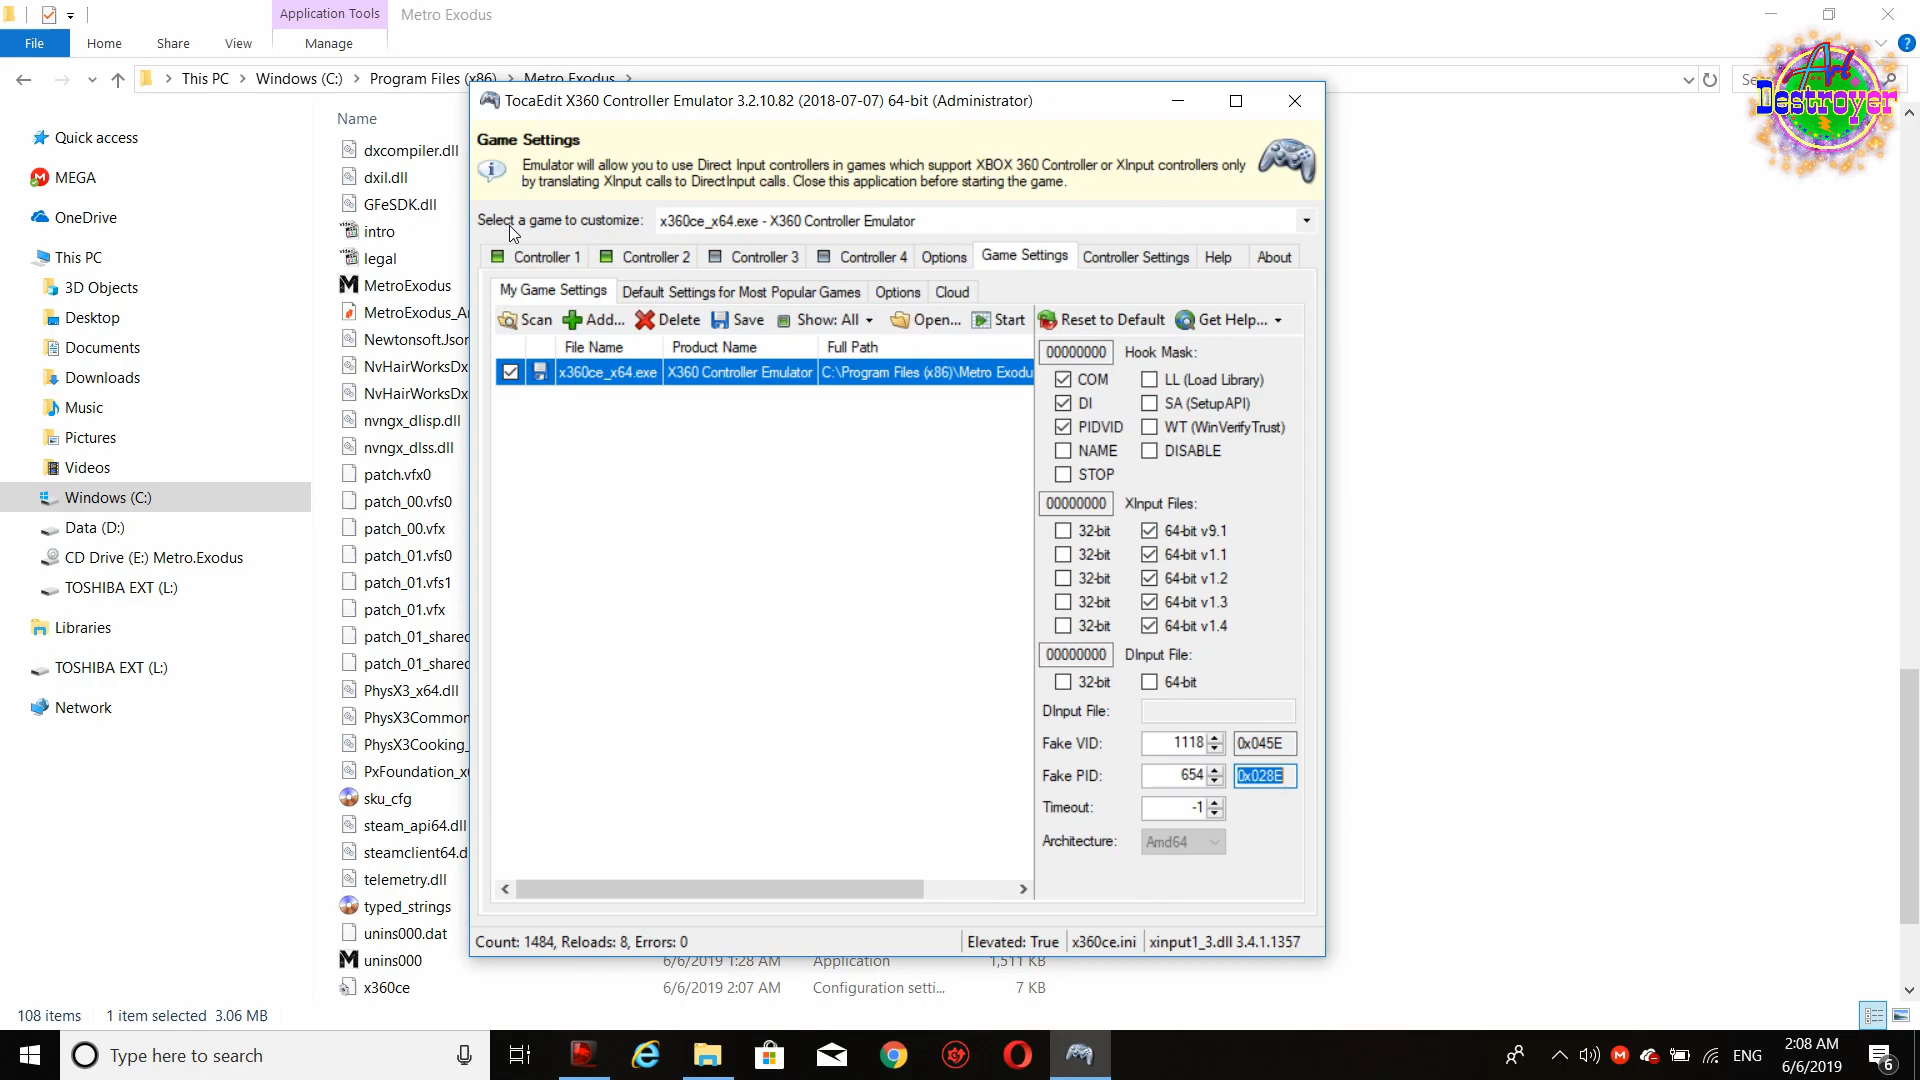 Application Tools
Metro Exodus
File
Home
Share
View
Manage
This PC
Windows (C:)
Program Files (x86)
Metro Exodus
Quick access
MEGA
OneDrive
This PC
3D Objects
Desktop
Documents
Downloads
Music
Pictures
Videos
Windows (C:)
Data (D:)
CD Drive (E:) Metro.Exodus
TOSHIBA EXT (L:)
Libraries
TOSHIBA EXT (L:)
Network
Name
dxcompiler.dll
dxil.dll
GFeSDK.dll
intro
legal
MetroExodus
MetroExodus_
Newtonsoft.Jsor
NvHairWorksDx
NvHairWorksDx
nvngx_dlisp.dll
nvngx_dlss.dll
patch.vfx0
patch_00.vfs0
patch_00.vfx
patch_01.vfs0
patch_01.vfs1
patch_01.vfx
patch_01_shared
patch_01_shared
PhysX3_x64.dll
PhysX3Common
PhysX3Cooking_
PxFoundation_x6
sku_cfg
steam_api64.dll
steamclient64.d
telemetry.dll
typed_strings
unins000.dat
unins000
6/6/2019 1:28 AM
Application
1,511 KB
x360ce
6/6/2019 2:07 AM
Configuration setti...
7 KB
108 items
1 item selected 3.06 MB
TocaEdit X360 Controller Emulator 3.2.10.82 (2018-07-07) 64-bit (Administrator)
Game Settings
Emulator will allow you to use Direct Input controllers in games which support XBOX 360 Controller or XInput controllers only
by translating XInput calls to DirectInput calls. Close this application before starting the game.
Select a game to customize:
x360ce_x64.exe - X360 Controller Emulator
Controller 1
Controller 2
Controller 3
Controller 4
Options
Game Settings
Controller Settings
Help
About
My Game Settings
Default Settings for Most Popular Games
Options
Cloud
Scan
Add...
Delete
Save
Show: All
Open...
Start
Reset to Default
Get Help...
File Name
Product Name
Full Path
x360ce_x64.exe
X360 Controller Emulator
C:\Program Files (x86)\Metro Exodu
00000000
Hook Mask:
COM
LL (Load Library)
DI
SA (SetupAPI)
PIDVID
WT (WinVerifyTrust)
NAME
DISABLE
STOP
00000000
XInput Files:
32-bit
64-bit v9.1
32-bit
64-bit v1.1
32-bit
64-bit v1.2
32-bit
64-bit v1.3
32-bit
64-bit v1.4
00000000
DInput File:
32-bit
64-bit
DInput File:
Fake VID:
1118
0x045E
Fake PID:
654
0x028E
Timeout:
-1
Architecture:
Amd64
Count: 1484, Reloads: 8, Errors: 0
Elevated: True
x360ce.ini
xinput1_3.dll 3.4.1.1357
Destroyer
Type here to search
ENG
2:08 AM
6/6/2019
6